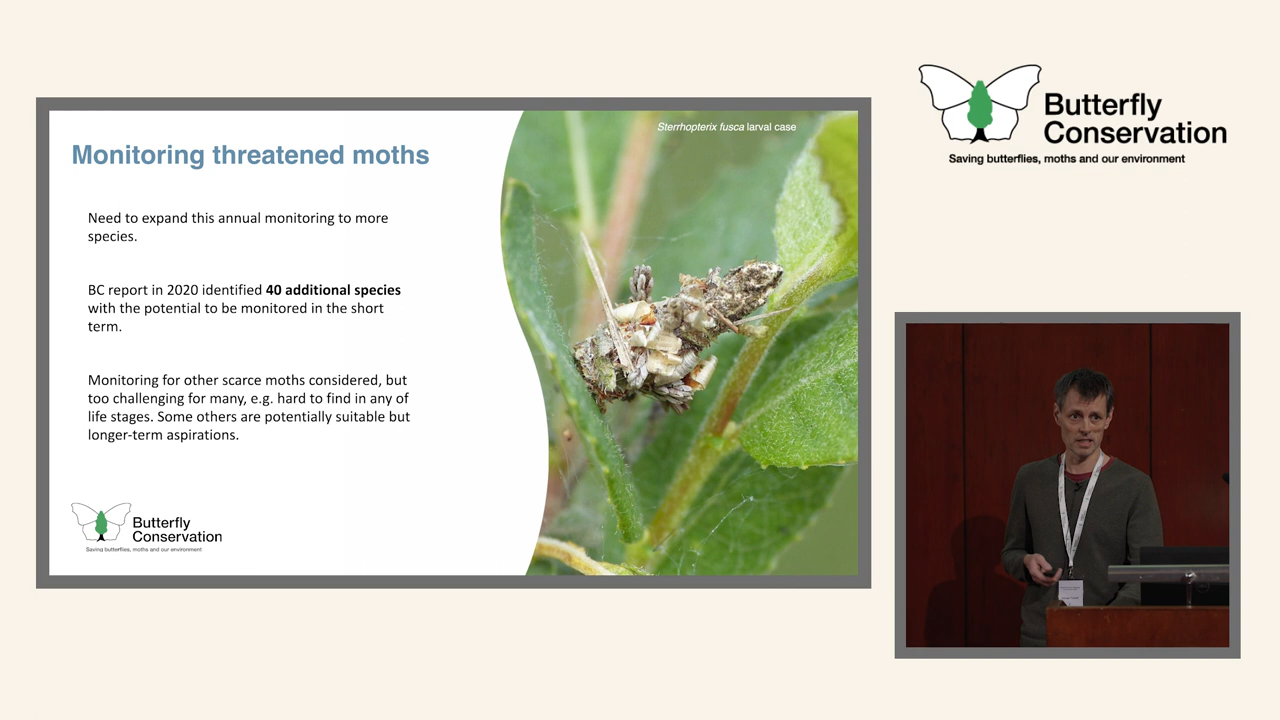 Sterrhopterix fusca larval case
Monitoring threatened moths
Need to expand this annual monitoring to more
species.
BC report in 2020 identified 40 additional species
with the potential to be monitored in the short
term.
Monitoring for other scarce moths considered, but
too challenging for many, e.g. hard to find in any of
life stages. Some others are potentially suitable but
longer-term aspirations.
Butterfly
Conservation
Saving butterflies, moths and our environment
Butterfly
Conservation
Saving butterflies, moths and our environment